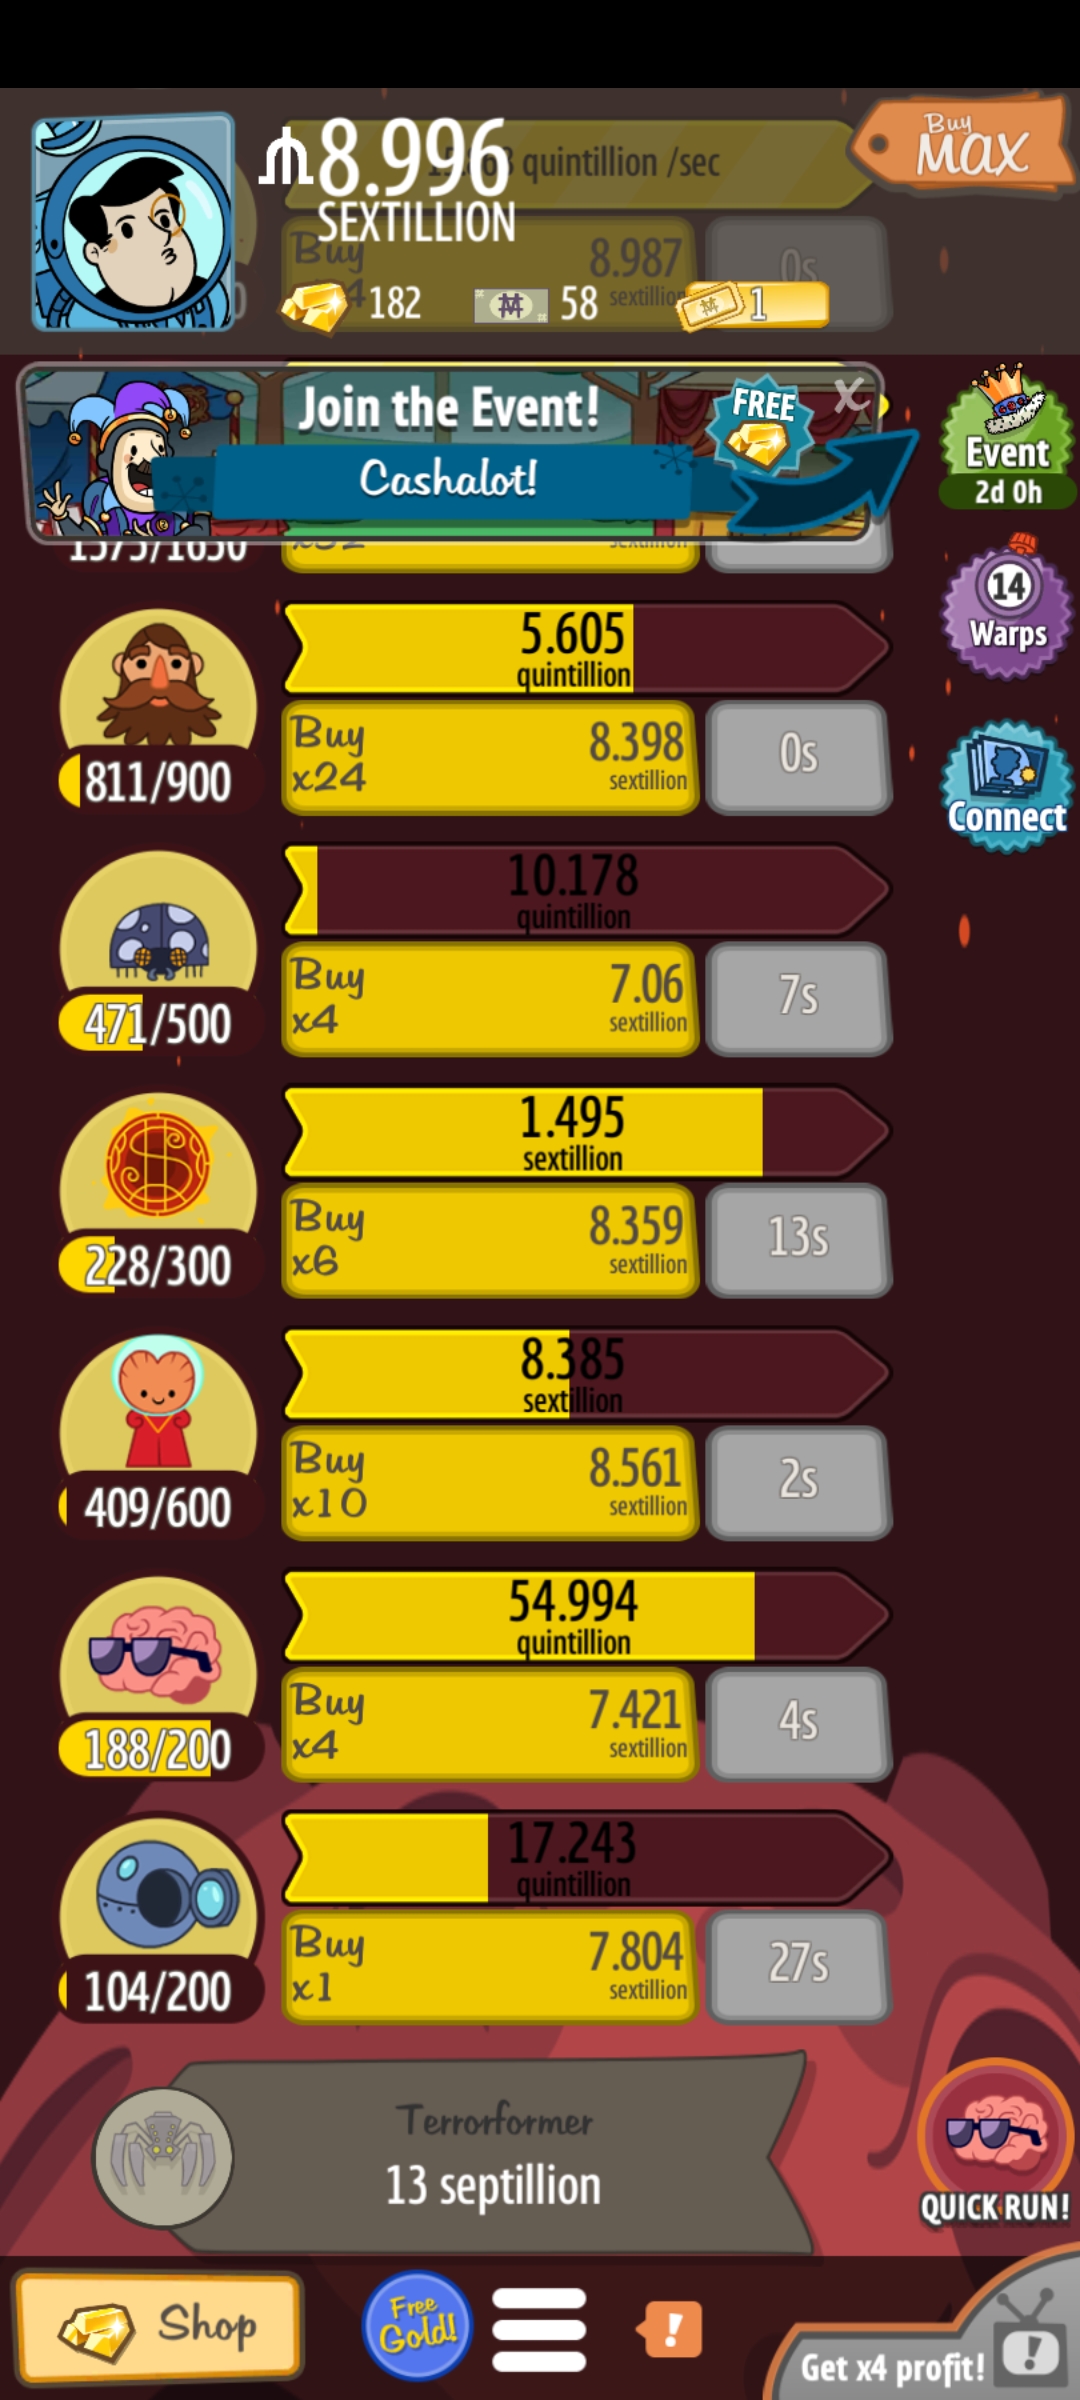 8.996
quintillion /sec
SEXTILLION
Buy
MAX
Buy
8.987
sextillion
0s
182
58
1
Join the Event!
FREE
X
Cashalot!
Event
2d 0h
1575/1650
x32
sextillion
14
Warps
5.605
quintillion
Buy
x24
8.398
sextillion
0s
811/900
Connect
10.178
quintillion
Buy
x4
7.06
sextillion
7s
471/500
1.495
sextillion
Buy
x6
8.359
sextillion
13s
228/300
8.385
sextillion
Buy
x10
8.561
sextillion
2s
409/600
54.994
quintillion
Buy
x4
7.421
sextillion
4s
188/200
17.243
quintillion
Buy
x1
7.804
sextillion
27s
104/200
Terrorformer
13 septillion
QUICK RUN!
Shop
Free
Gold!
!
Get x4 profit!
!